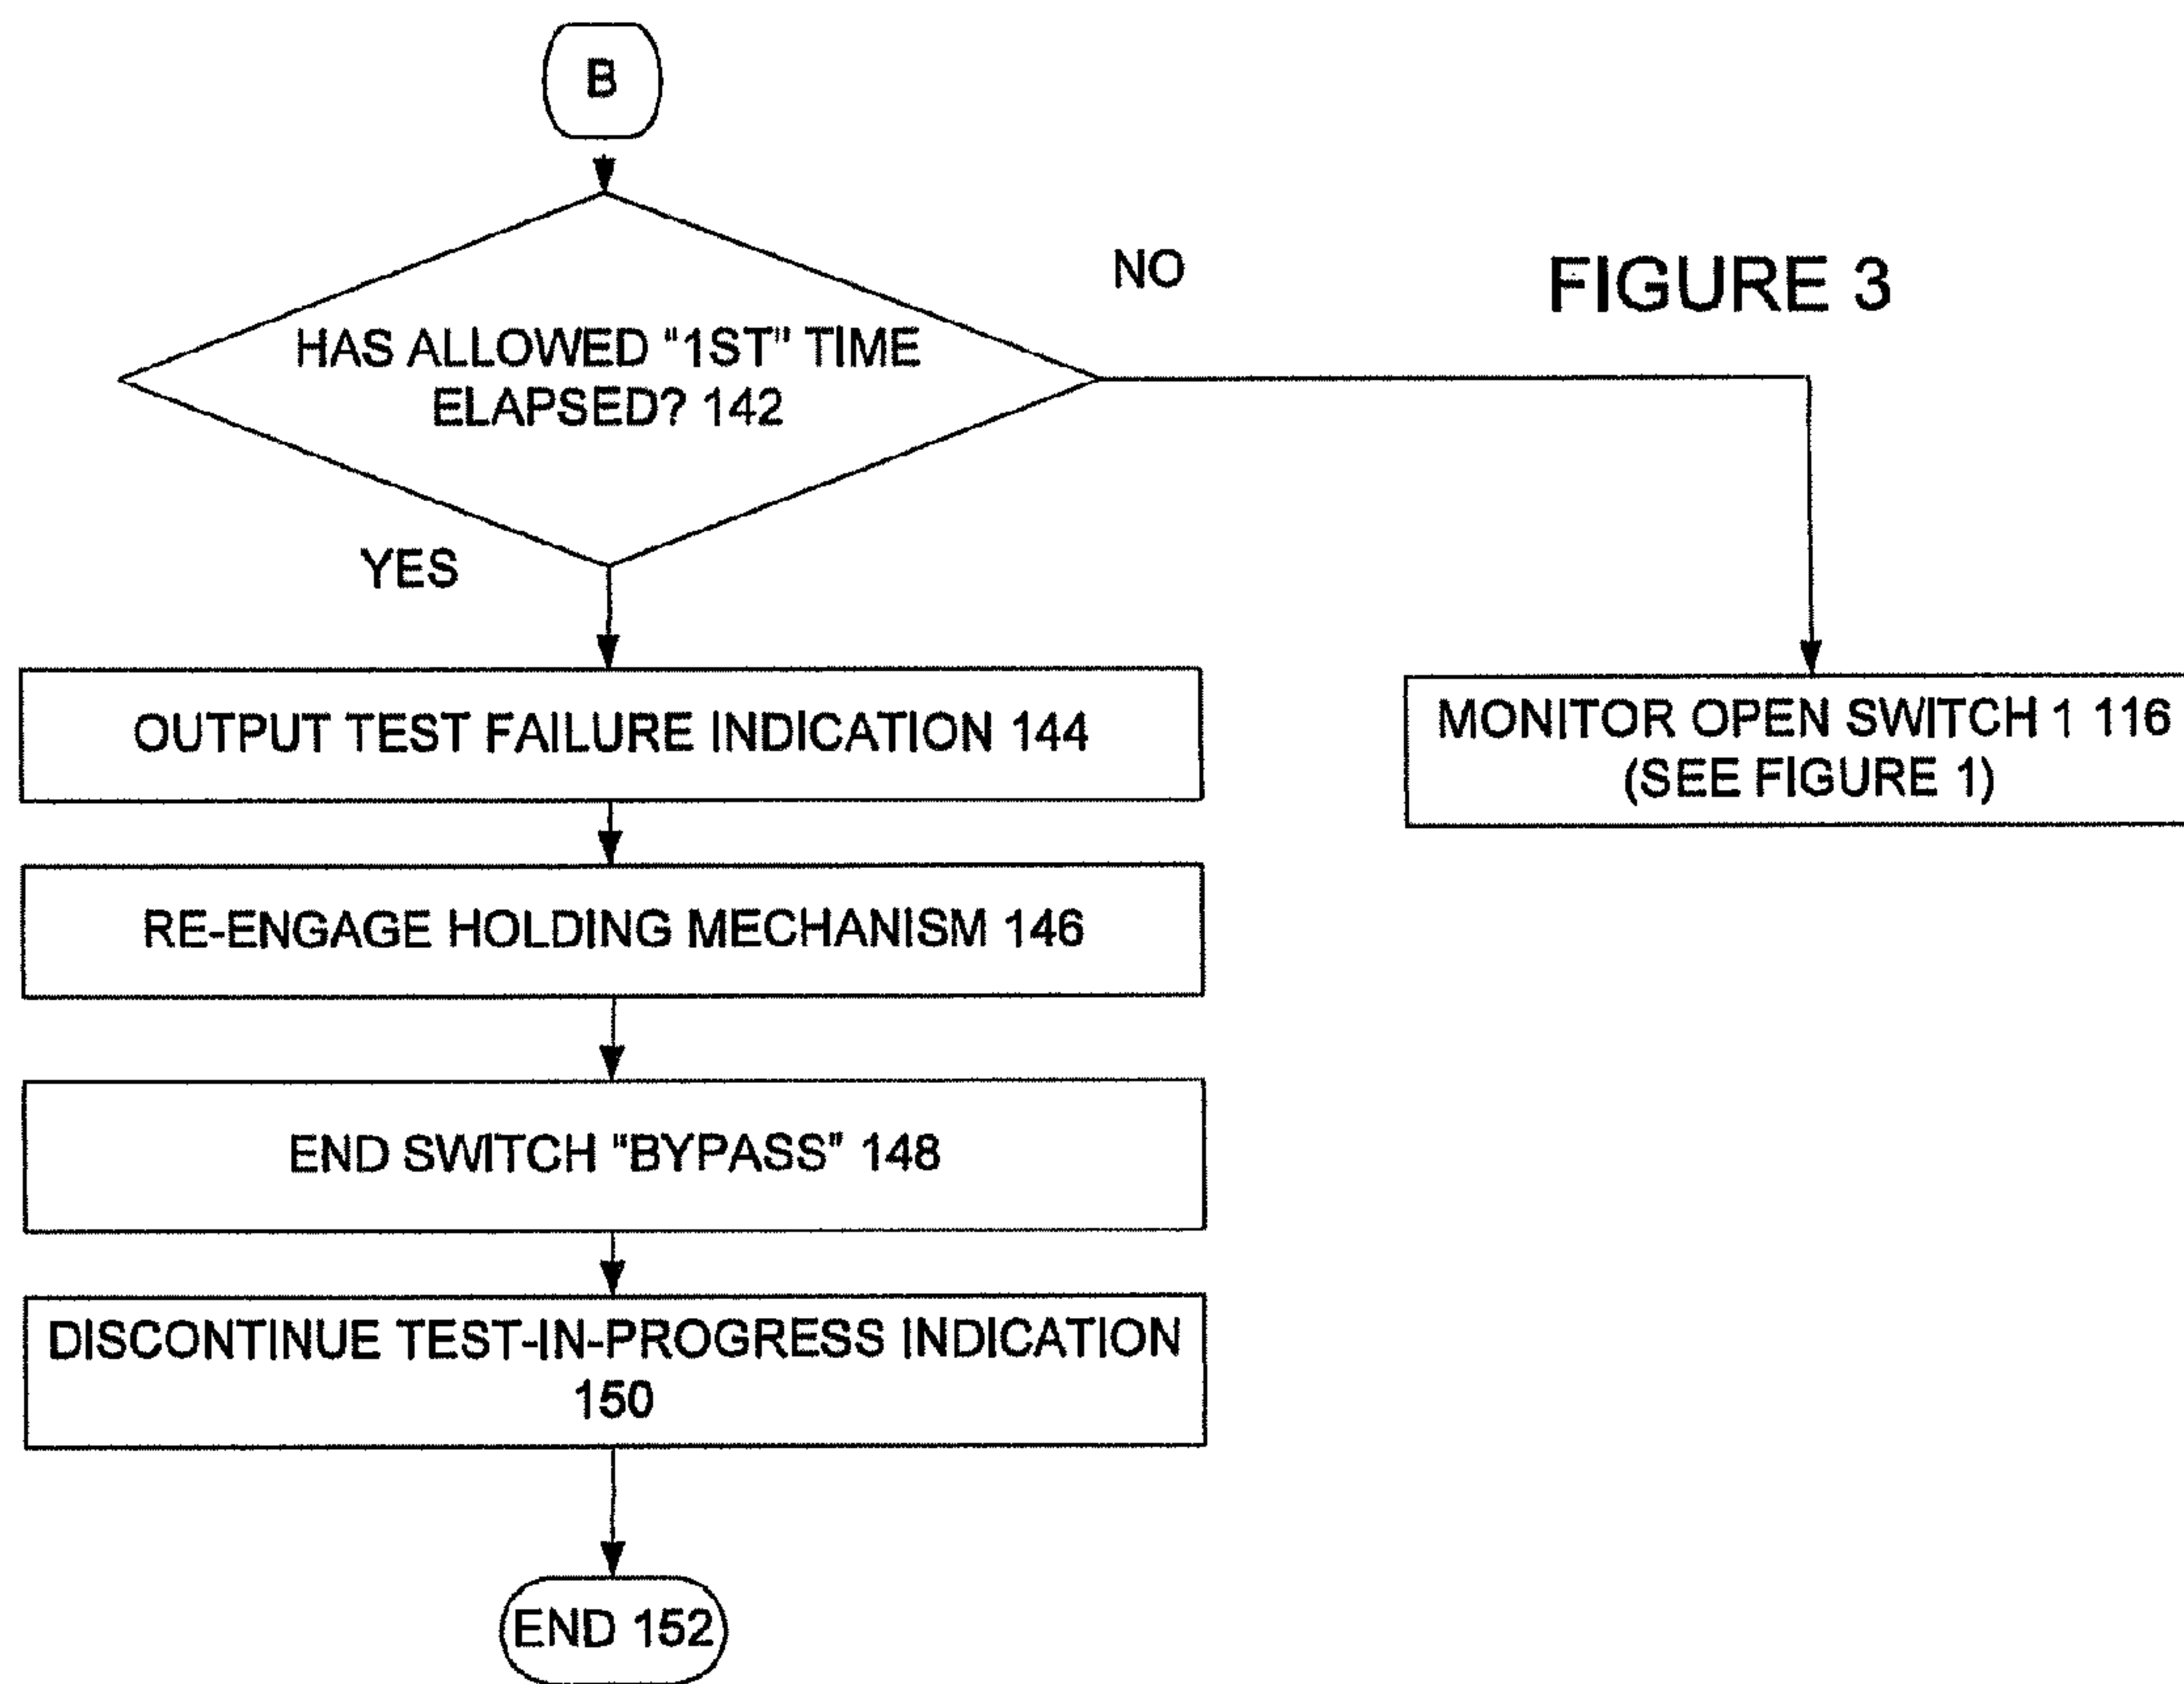 B
NO
FIGURE 3
HAS ALLOWED “1ST” TIME
ELAPSED? 142
YES
OUTPUT TEST FAILURE INDICATION 144
MONITOR OPEN SWITCH 1 116
(SEE FIGURE 1)
RE-ENGAGE HOLDING MECHANISM 146
END SWITCH “BYPASS” 148
DISCONTINUE TEST-IN-PROGRESS INDICATION
150
END 152